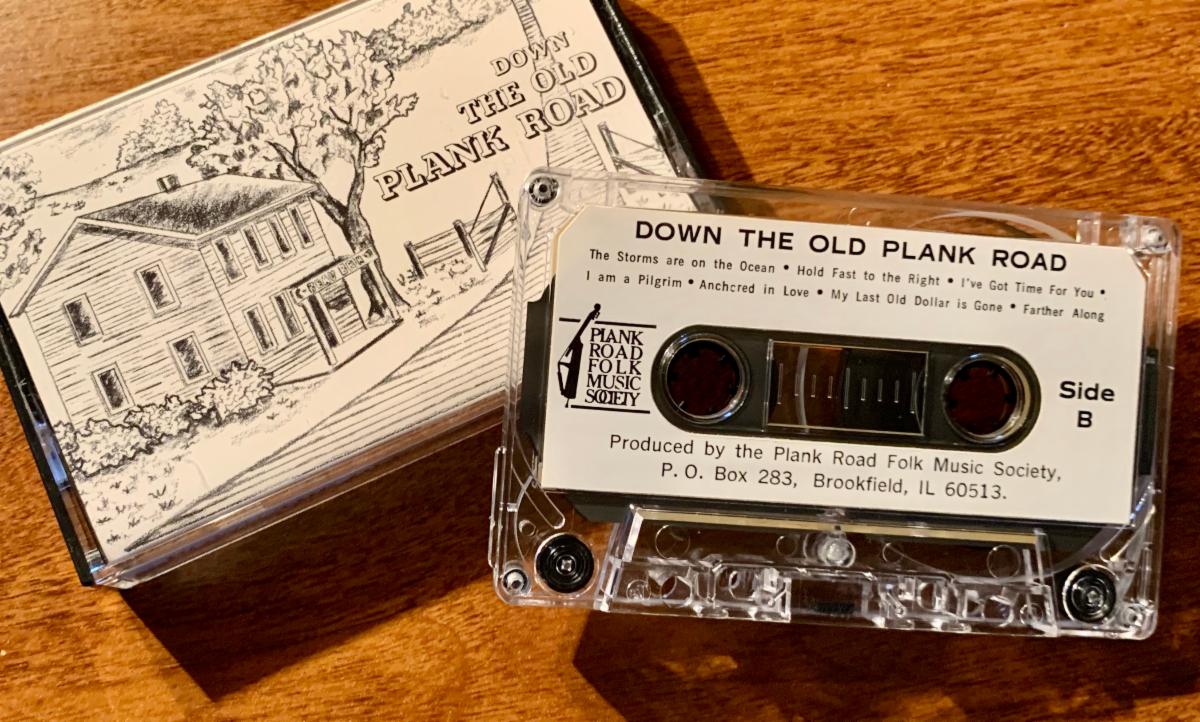 DOWN
THE OLD
PLANK ROAD
DOWN THE OLD PLANK ROAD
The Storms are on the Ocean • Hold Fast to the Right • I've Got Time For You •
I am a Pilgrim • Anchored in Love • My Last Old Dollar is Gone • Farther Along
PLANK
ROAD
FOLK
MUSIC
SOCIETY
Side
B
Produced by the Plank Road Folk Music Society,
P. O. Box 283, Brookfield, IL 60513.